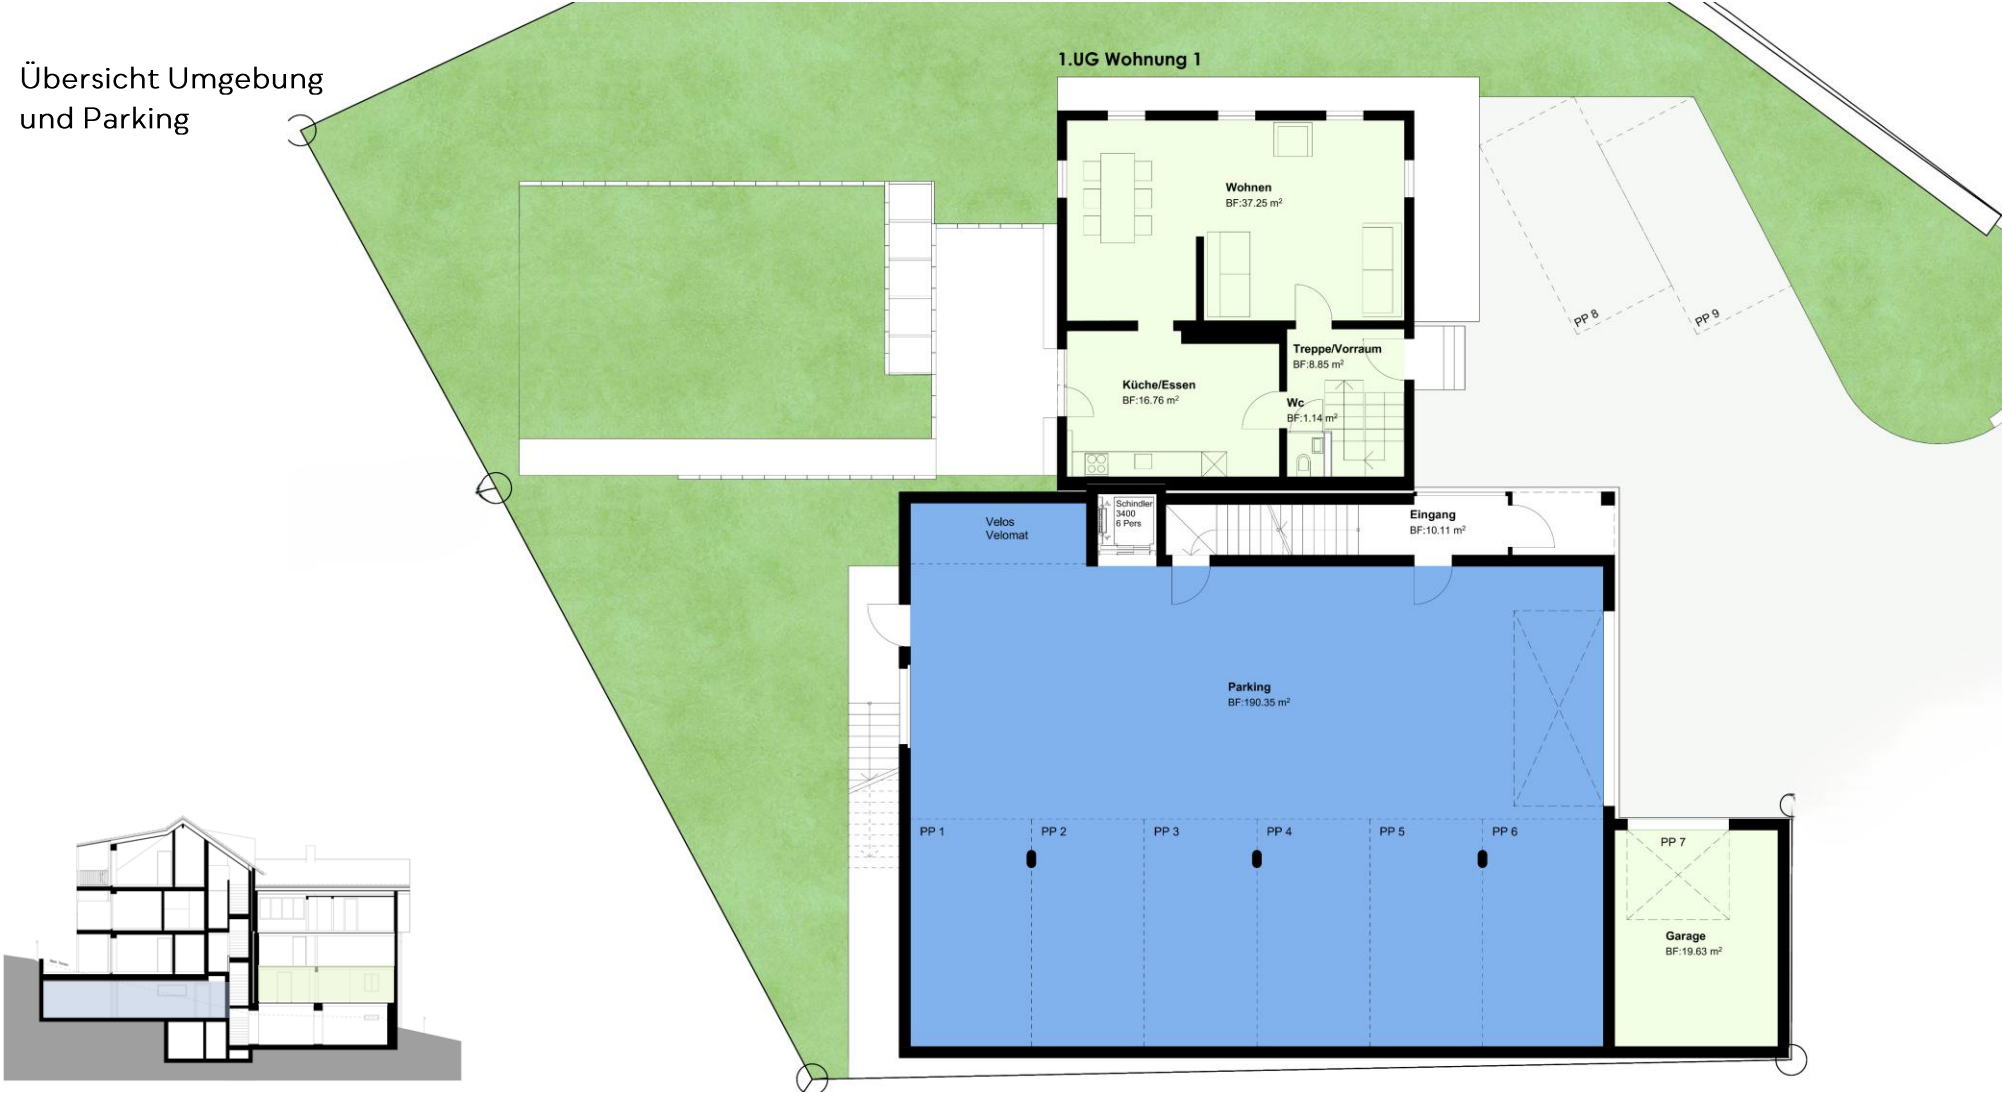 Übersicht Umgebung
und Parking
1.UG Wohnung 1
Wohnen
BF:37.25 m²
PP 8
PP 9
Treppe/Vorraum
BF:8.85 m²
Küche/Essen
BF:16.76 m²
Wc
BF:1.14 m²
Schindler
3400
6 Pers
Velos
Velomat
Eingang
BF:10.11 m²
Parking
BF:190.35 m²
PP 1
PP 2
PP 3
PP 4
PP 5
PP 6
PP 7
Garage
BF:19.63 m²